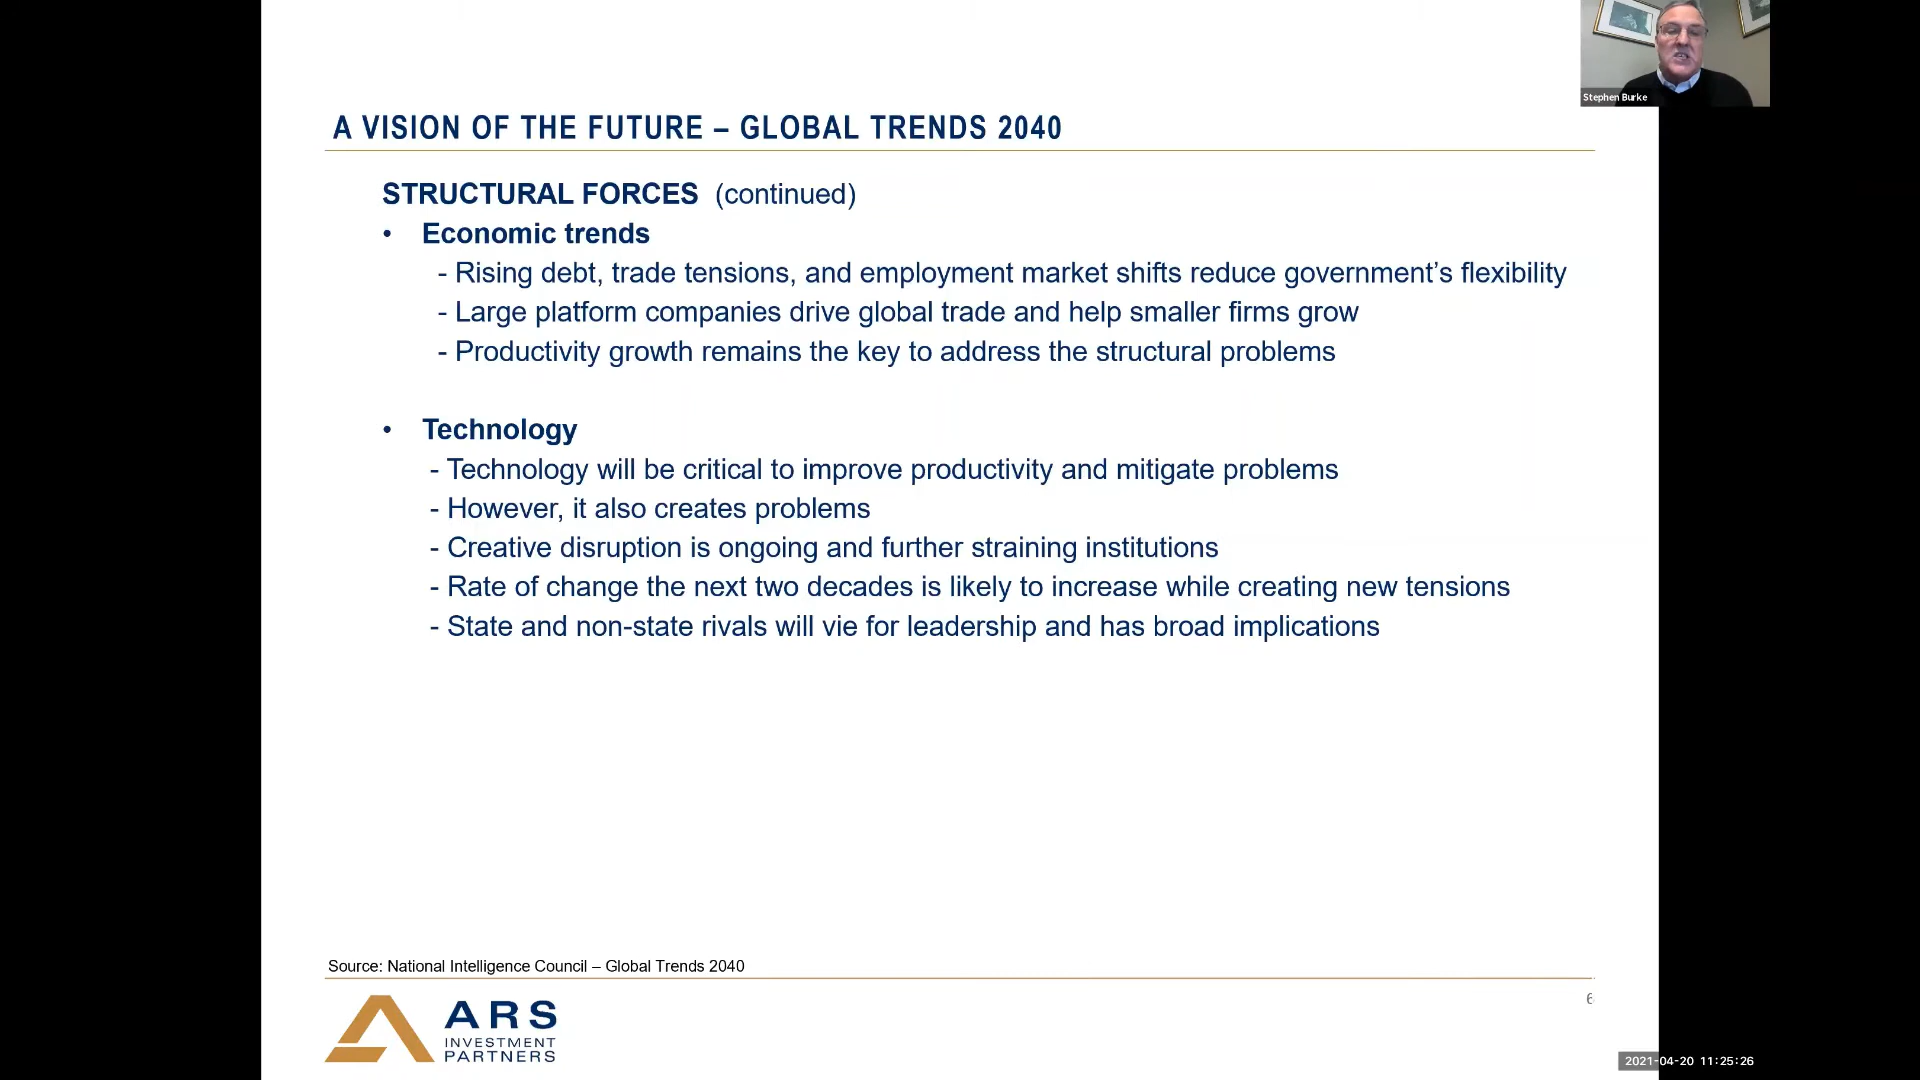 Stephen Burke
A VISION OF THE FUTURE – GLOBAL TRENDS 2040
STRUCTURAL FORCES (continued)
• Economic trends
- Rising debt, trade tensions, and employment market shifts reduce government’s flexibility
- Large platform companies drive global trade and help smaller firms grow
- Productivity growth remains the key to address the structural problems
• Technology
- Technology will be critical to improve productivity and mitigate problems
- However, it also creates problems
- Creative disruption is ongoing and further straining institutions
- Rate of change the next two decades is likely to increase while creating new tensions
- State and non-state rivals will vie for leadership and has broad implications
Source: National Intelligence Council – Global Trends 2040
6
ARS
INVESTMENT
PARTNERS
2021-04-20 11:25:26